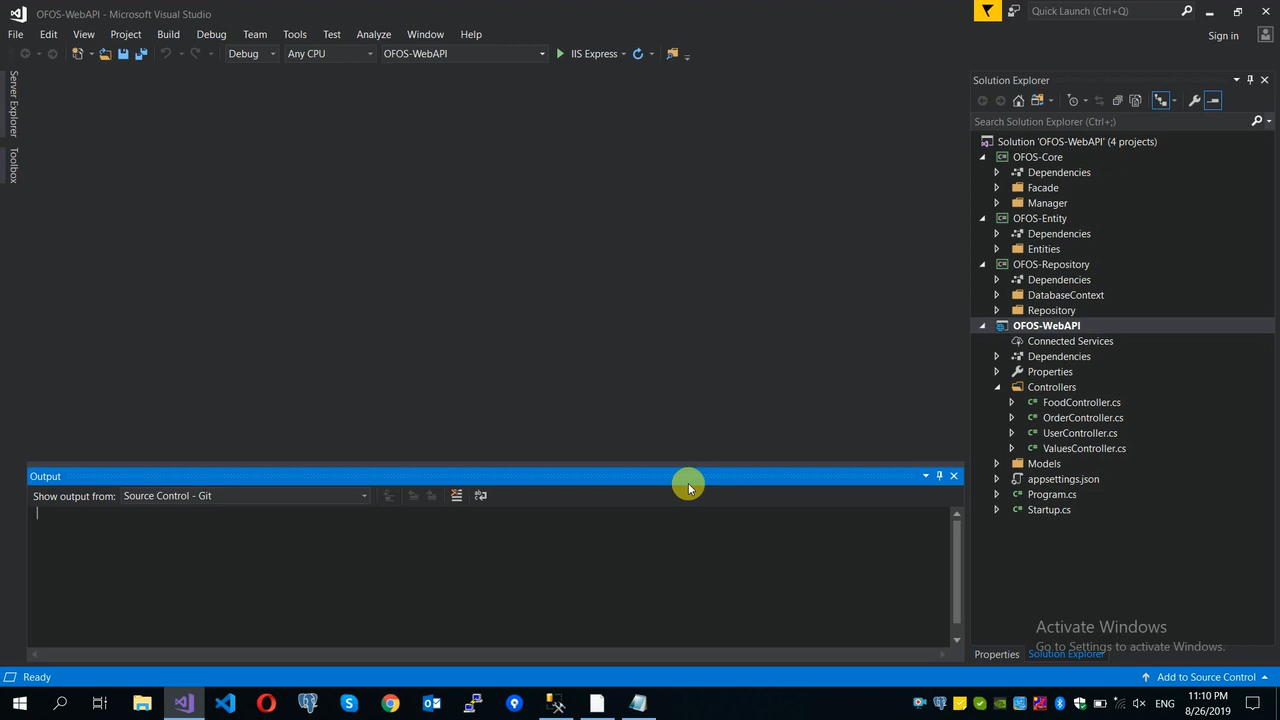 OFOS-WebAPI - Microsoft Visual Studio
Quick Launch (Ctrl+Q)
File Edit View Project Build Debug Team Tools Test Analyze Window Help
Sign in
Debug Any CPU OFOS-WebAPI IIS Express
Server Explorer
Toolbox
Solution Explorer
Search Solution Explorer (Ctrl+;)
Solution 'OFOS-WebAPI' (4 projects)
OFOS-Core
Dependencies
Facade
Manager
OFOS-Entity
Dependencies
Entities
OFOS-Repository
Dependencies
DatabaseContext
Repository
OFOS-WebAPI
Connected Services
Dependencies
Properties
Controllers
FoodController.cs
OrderController.cs
UserController.cs
ValuesController.cs
Models
appsettings.json
Program.cs
Startup.cs
Output
Show output from: Source Control - Git
Activate Windows
Go to Settings to activate Windows.
Properties Solution Explorer
Ready
Add to Source Control
ENG
11:10 PM
8/26/2019